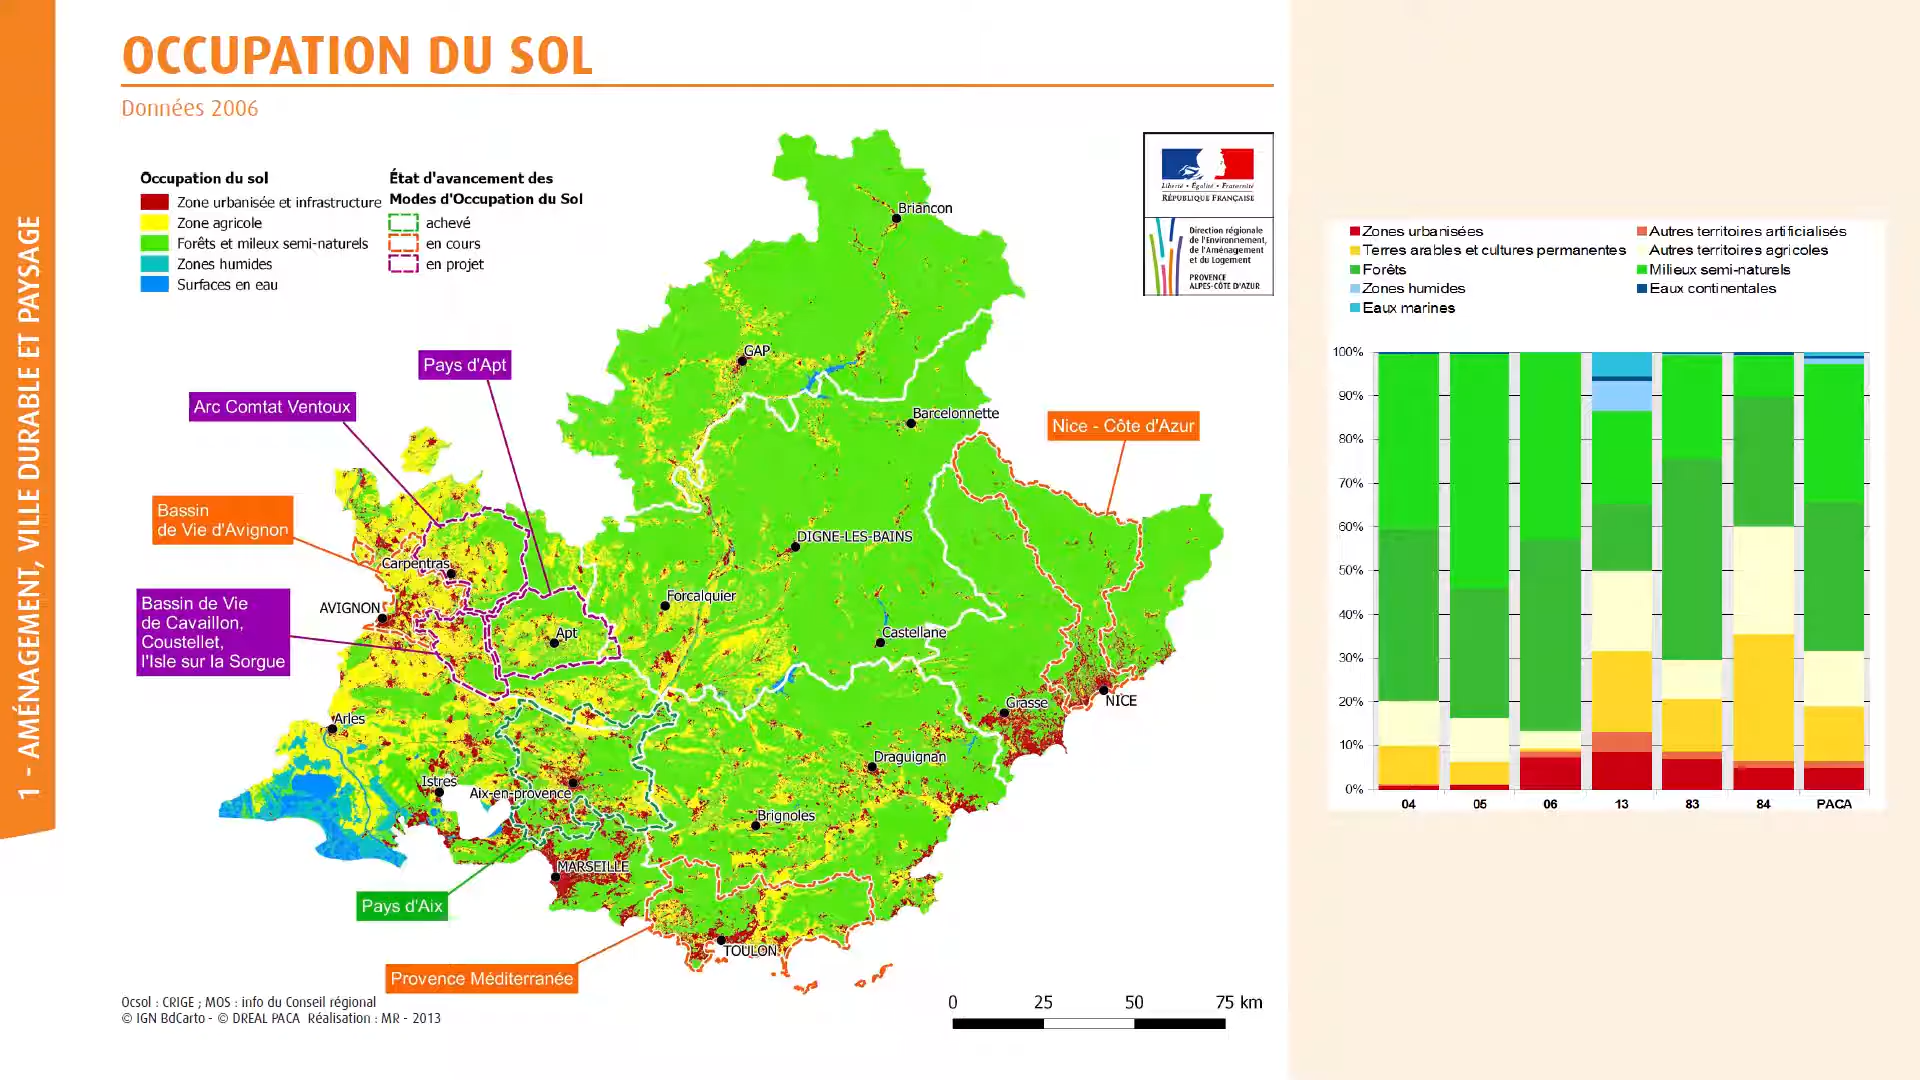 OCCUPATION DU SOL
Données 2006
1 - AMÉNAGEMENT, VILLE DURABLE ET PAYSAGE
Occupation du sol
Zone urbanisée et infrastructure
Zone agricole
Forêts et mileux semi-naturels
Zones humides
Surfaces en eau
État d'avancement des
Modes d'Occupation du Sol
achevé
en cours
en projet
Liberté • Égalité • Fraternité
RÉPUBLIQUE FRANÇAISE
Direction régionale
de l'Environnement,
de l'Aménagement
et du Logement
PROVENCE
ALPES-CÔTE D'AZUR
Briancon
GAP
Pays d'Apt
Arc Comtat Ventoux
Barcelonnette
Nice - Côte d'Azur
Bassin
de Vie d'Avignon
DIGNE-LES-BAINS
Carpentras
Forcalquier
AVIGNON
Bassin de Vie
de Cavaillon,
Coustellet,
l'Isle sur la Sorgue
Apt
Castellane
Grasse
NICE
Arles
Draguignan
Istres
Aix-en-provence
Brignoles
MARSEILLE
Pays d'Aix
TOULON
Provence Méditerranée
Ocsol : CRIGE ; MOS : info du Conseil régional
© IGN BdCarto - © DREAL PACA Réalisation : MR - 2013
0 25 50 75 km
Zones urbanisées
Autres territoires artificialisés
Terres arables et cultures permanentes
Autres territoires agricoles
Forêts
Milieux semi-naturels
Zones humides
Eaux continentales
Eaux marines
100%
90%
80%
70%
60%
50%
40%
30%
20%
10%
0%
04 05 06 13 83 84 PACA